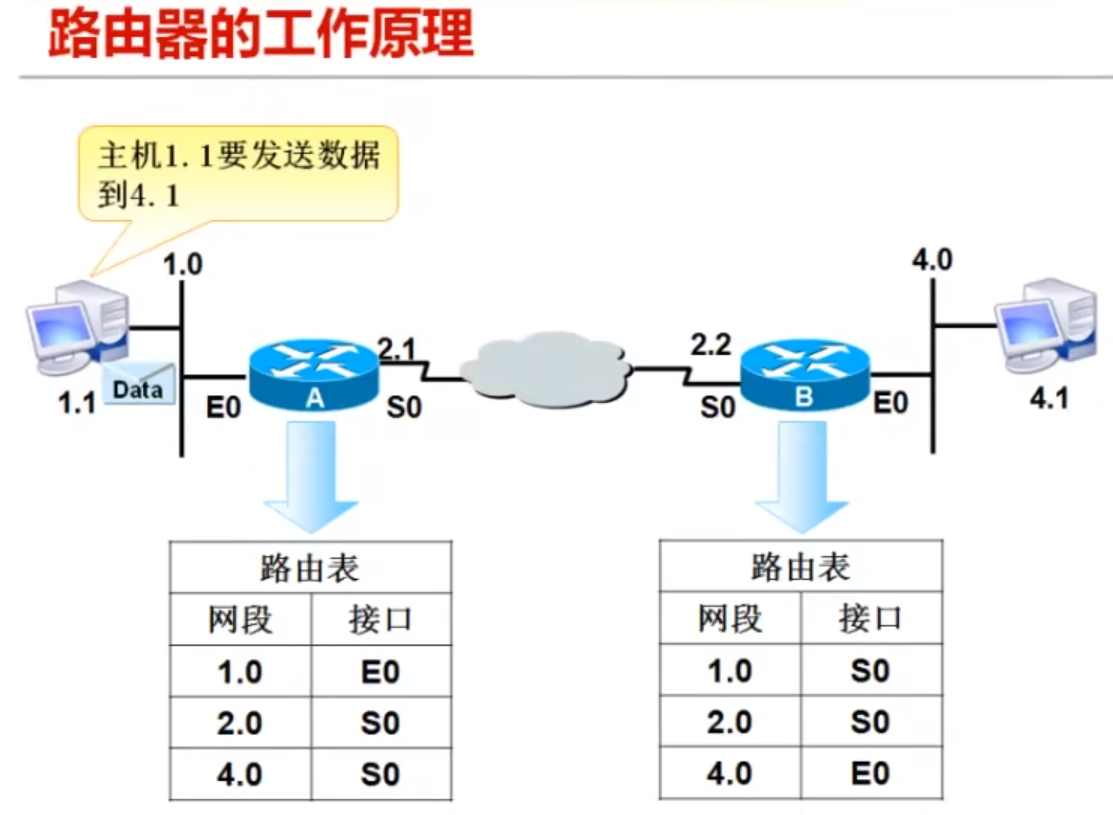 路由器的工作原理
主机1.1要发送数据
到4.1
1.0
4.0
2.1
2.2
Data
A
B
1.1
E0
S0
S0
E0
4.1
路由表
网段 接口
1.0 E0
2.0 S0
4.0 S0
路由表
网段 接口
1.0 S0
2.0 S0
4.0 E0